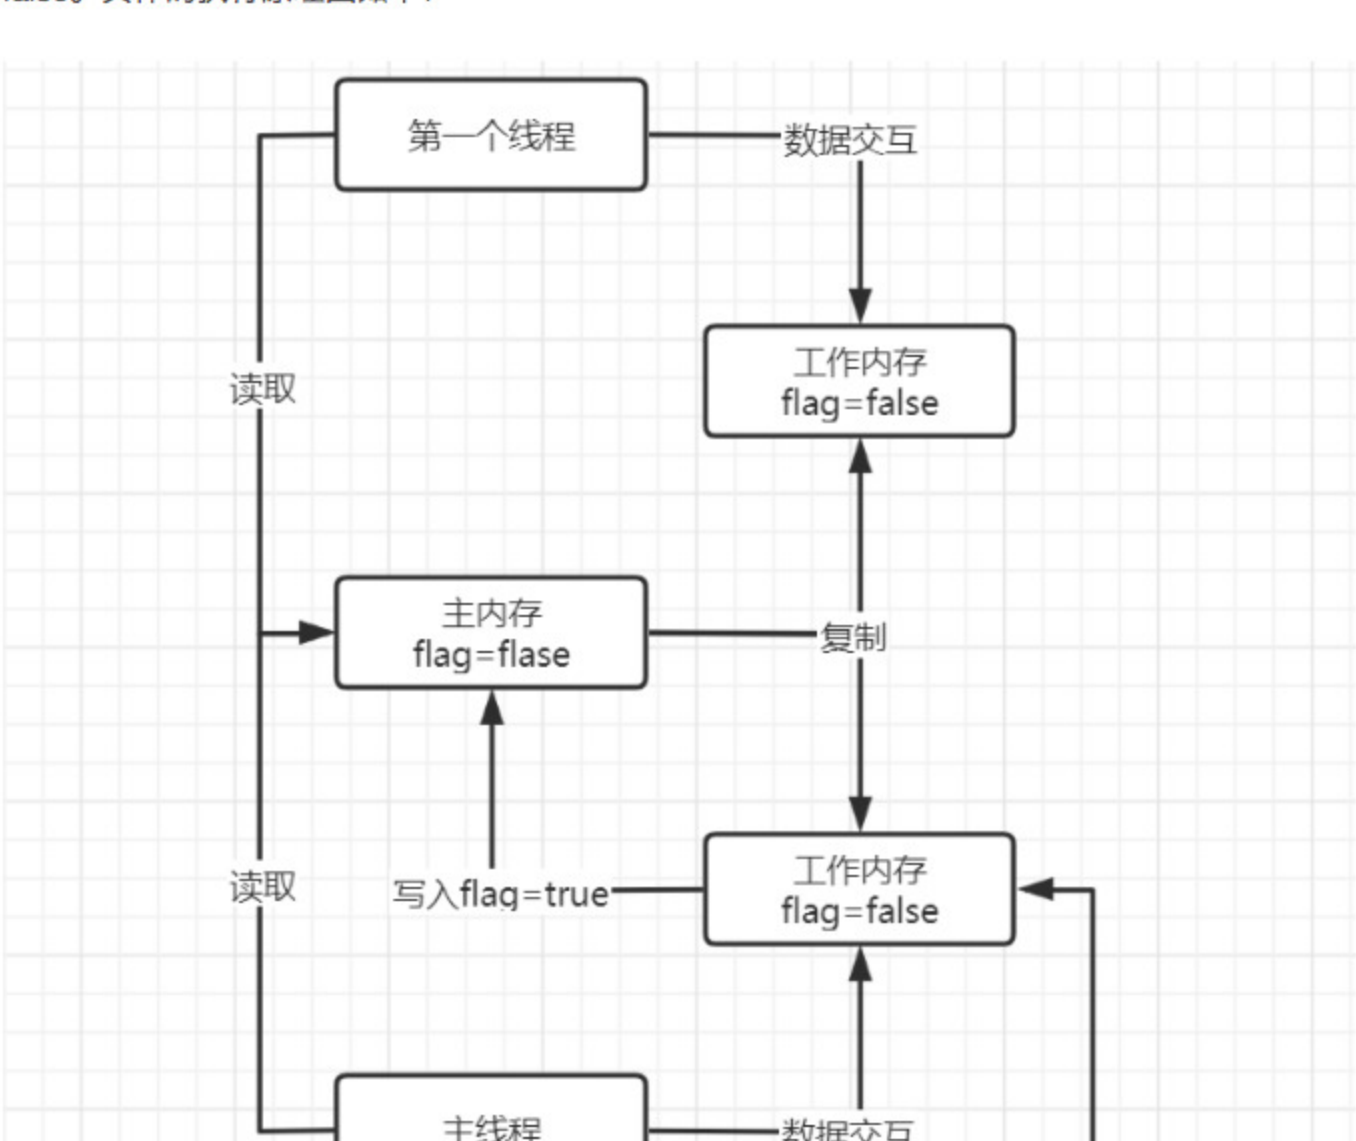 第一个线程
数据交互
工作内存
flag=false
读取
主内存
flag=flase
复制
工作内存
flag=false
读取
写入flag=true
主线程
数据交互